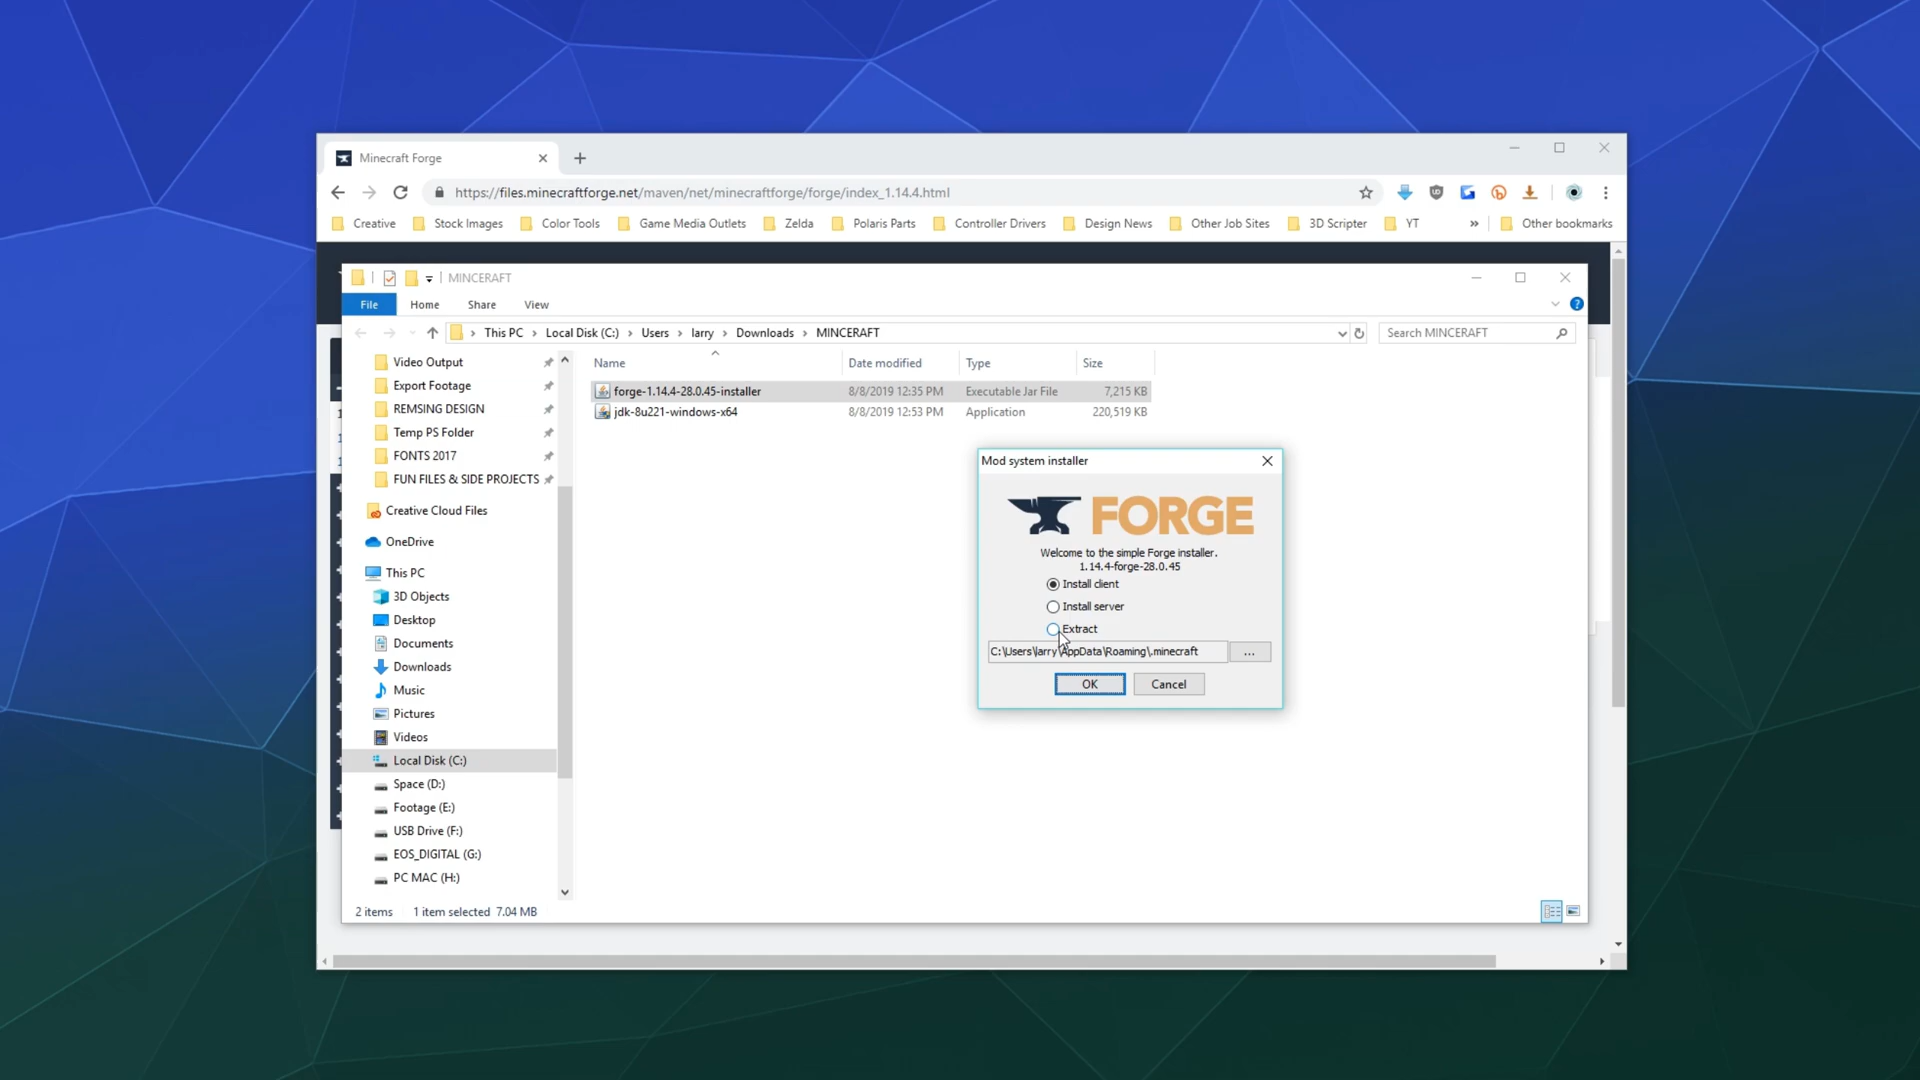 Minecraft Forge
https://files.minecraftforge.net/maven/net/minecraftforge/forge/index_1.14.4.html
Creative Stock Images Color Tools Game Media Outlets Zelda Polaris Parts Controller Drivers Design News Other Job Sites 3D Scripter YT » Other bookmarks
MINCERAFT
File Home Share View
This PC › Local Disk (C:) › Users › larry › Downloads › MINCERAFT
Search MINCERAFT
Name Date modified Type Size
forge-1.14.4-28.0.45-installer 8/8/2019 12:35 PM Executable Jar File 7,215 KB
jdk-8u221-windows-x64 8/8/2019 12:53 PM Application 220,519 KB
Video Output
Export Footage
REMSING DESIGN
Temp PS Folder
FONTS 2017
FUN FILES & SIDE PROJECTS
Creative Cloud Files
OneDrive
This PC
3D Objects
Desktop
Documents
Downloads
Music
Pictures
Videos
Local Disk (C:)
Space (D:)
Footage (E:)
USB Drive (F:)
EOS_DIGITAL (G:)
PC MAC (H:)
2 items 1 item selected 7.04 MB
Mod system installer
FORGE
Welcome to the simple Forge installer.
1.14.4-forge-28.0.45
Install client
Install server
Extract
C:\Users\larry\AppData\Roaming\.minecraft
...
OK Cancel